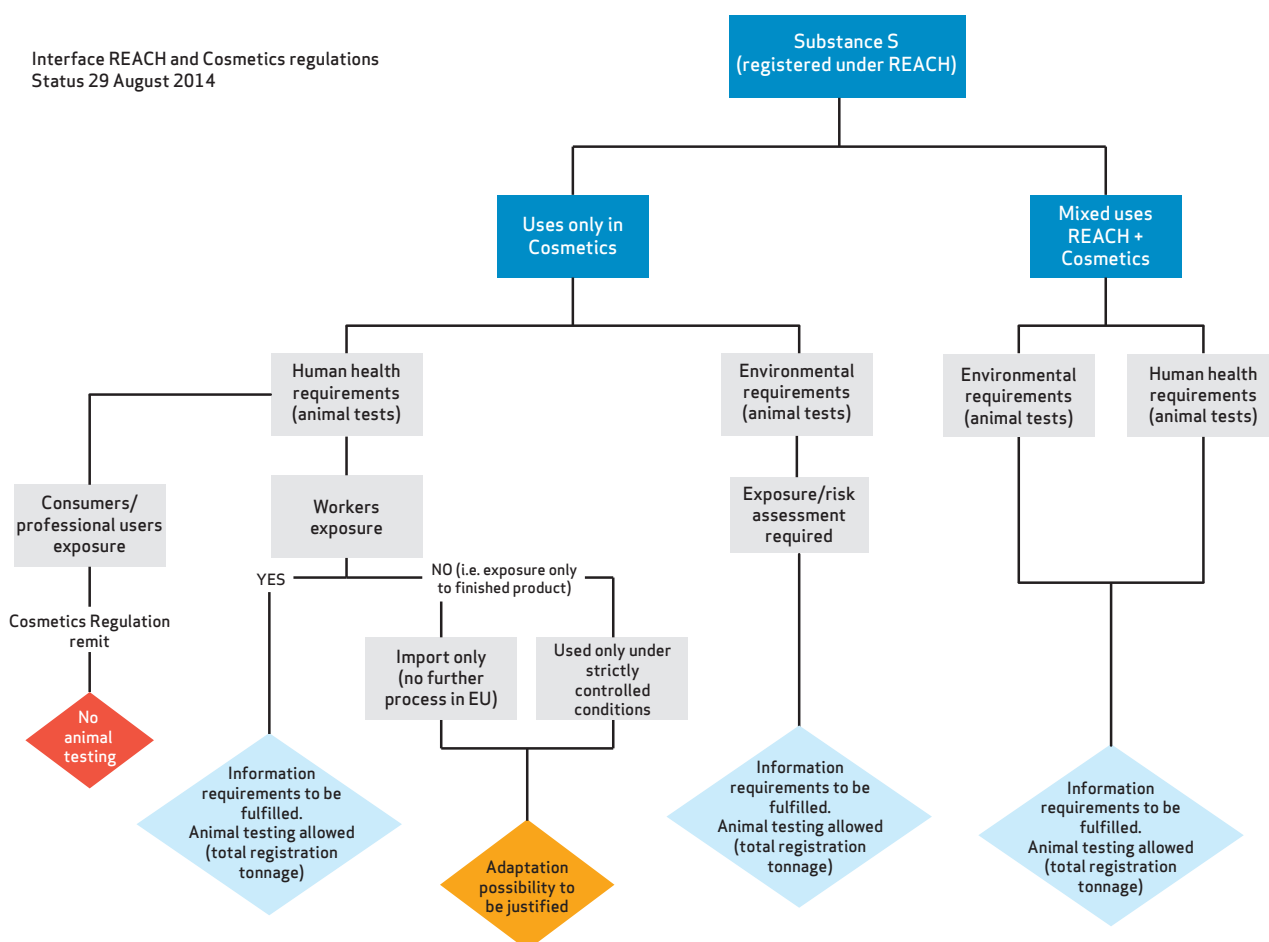 Interface REACH and Cosmetics regulations
Status 29 August 2014
Substance S
(registered under REACH)
Uses only in
Cosmetics
Mixed uses
REACH +
Cosmetics
Human health
requirements
(animal tests)
Environmental
requirements
(animal tests)
Environmental
requirements
(animal tests)
Human health
requirements
(animal tests)
Consumers/
professional users
exposure
Workers
exposure
Exposure/risk
assessment
required
YES
NO (i.e. exposure only
to finished product)
Cosmetics Regulation
remit
Import only
(no further
process in EU)
Used only under
strictly
controlled
conditions
No
animal
testing
Information
requirements to be
fulfilled.
Animal testing allowed
(total registration
tonnage)
Adaptation
possibility to
be justified
Information
requirements to be
fulfilled.
Animal testing allowed
(total registration
tonnage)
Information
requirements to be
fulfilled.
Animal testing allowed
(total registration
tonnage)